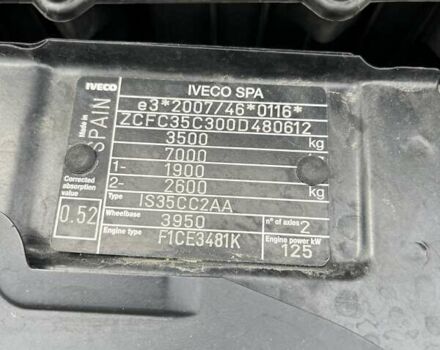 IVECO
IVECO SPA
e3*2007/46*0116*
ZCFC35C300D480612
3500 kg
7000
1- 1900
2- 2600 kg
Made in
SPAIN
Corrected
absorption
value
0.52
Type IS35CC2AA
Wheelbase 3950 n° of axles 2
Engine type F1CE3481K Engine power kW 125